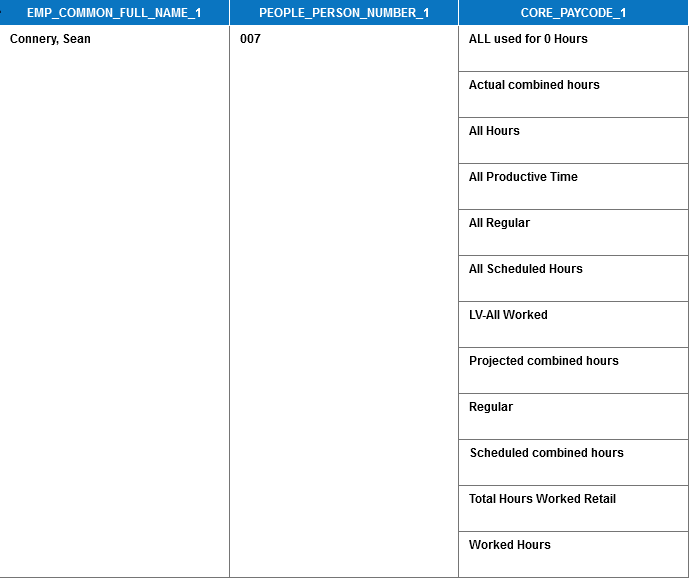 EMP_COMMON_FULL_NAME_1 PEOPLE_PERSON_NUMBER_1 CORE_PAYCODE_1
Connery, Sean 007 ALL used for 0 Hours
Actual combined hours
All Hours
All Productive Time
All Regular
All Scheduled Hours
LV-All Worked
Projected combined hours
Regular
Scheduled combined hours
Total Hours Worked Retail
Worked Hours